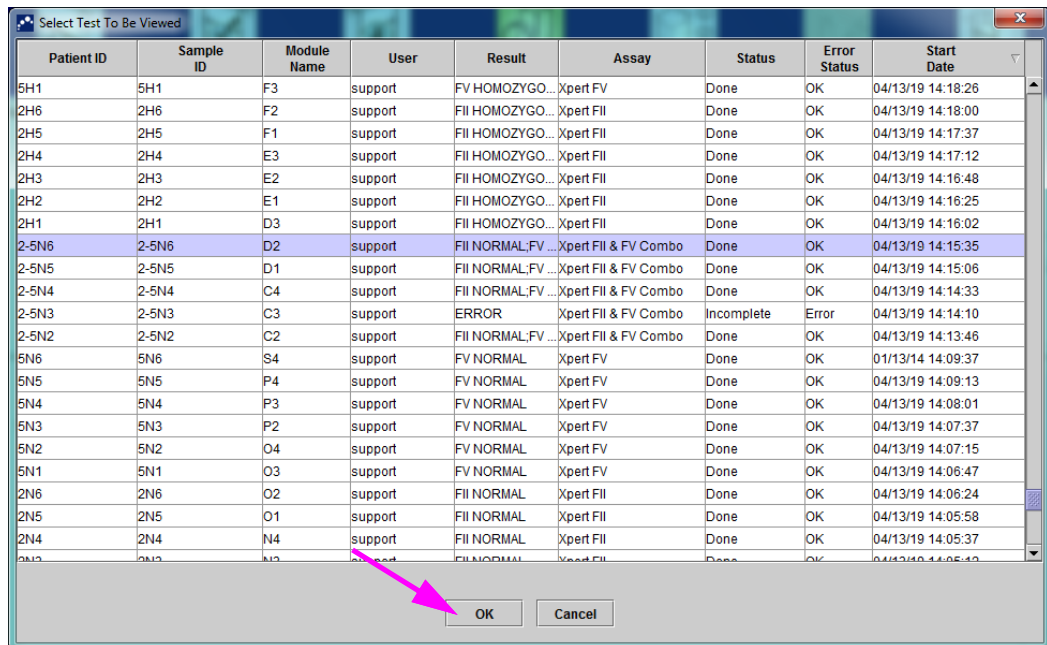 Select Test To Be Viewed
Patient ID Sample ID Module Name User Result Assay Status Error Status Start Date
5H1 5H1 F3 support FV HOMOZYGO... Xpert FV Done OK 04/13/19 14:18:26
2H6 2H6 F2 support FII HOMOZYGO... Xpert FII Done OK 04/13/19 14:18:00
2H5 2H5 F1 support FII HOMOZYGO... Xpert FII Done OK 04/13/19 14:17:37
2H4 2H4 E3 support FII HOMOZYGO... Xpert FII Done OK 04/13/19 14:17:12
2H3 2H3 E2 support FII HOMOZYGO... Xpert FII Done OK 04/13/19 14:16:48
2H2 2H2 E1 support FII HOMOZYGO... Xpert FII Done OK 04/13/19 14:16:25
2H1 2H1 D3 support FII HOMOZYGO... Xpert FII Done OK 04/13/19 14:16:02
2-5N6 2-5N6 D2 support FII NORMAL;FV ... Xpert FII & FV Combo Done OK 04/13/19 14:15:35
2-5N5 2-5N5 D1 support FII NORMAL;FV ... Xpert FII & FV Combo Done OK 04/13/19 14:15:06
2-5N4 2-5N4 C4 support FII NORMAL;FV ... Xpert FII & FV Combo Done OK 04/13/19 14:14:33
2-5N3 2-5N3 C3 support ERROR Xpert FII & FV Combo Incomplete Error 04/13/19 14:14:10
2-5N2 2-5N2 C2 support FII NORMAL;FV ... Xpert FII & FV Combo Done OK 04/13/19 14:13:46
5N6 5N6 S4 support FV NORMAL Xpert FV Done OK 01/13/14 14:09:37
5N5 5N5 P4 support FV NORMAL Xpert FV Done OK 04/13/19 14:09:13
5N4 5N4 P3 support FV NORMAL Xpert FV Done OK 04/13/19 14:08:01
5N3 5N3 P2 support FV NORMAL Xpert FV Done OK 04/13/19 14:07:37
5N2 5N2 O4 support FV NORMAL Xpert FV Done OK 04/13/19 14:07:15
5N1 5N1 O3 support FV NORMAL Xpert FV Done OK 04/13/19 14:06:47
2N6 2N6 O2 support FII NORMAL Xpert FII Done OK 04/13/19 14:06:24
2N5 2N5 O1 support FII NORMAL Xpert FII Done OK 04/13/19 14:05:58
2N4 2N4 N4 support FII NORMAL Xpert FII Done OK 04/13/19 14:05:37
OK Cancel